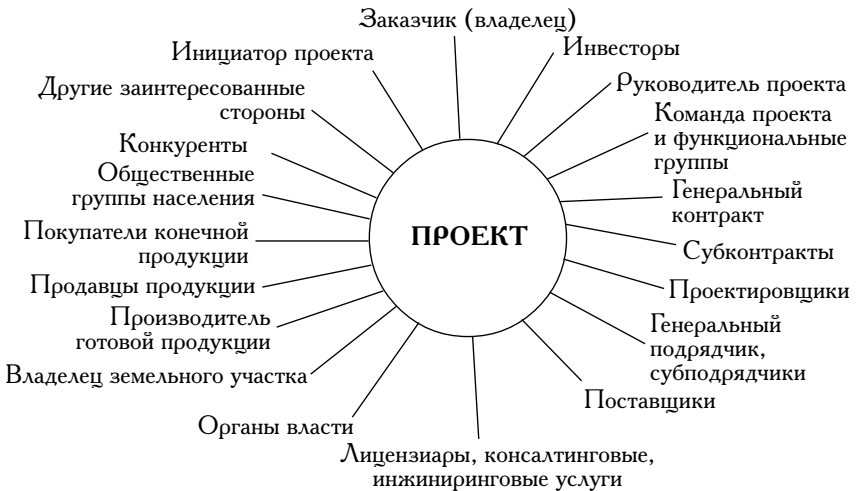 Заказчик (владелец)
Инвесторы
Руководитель проекта
Команда проекта
и функциональные
группы
Генеральный
контракт
Субконтракты
Проектировщики
Генеральный
подрядчик,
субподрядчики
Поставщики
Лицензиары, консалтинговые,
инжиниринговые услуги
Органы власти
Владелец земельного участка
Производитель
готовой продукции
Продавцы продукции
Покупатели конечной
продукции
Общественные
группы населения
Конкуренты
Другие заинтересованные
стороны
Инициатор проекта
ПРОЕКТ